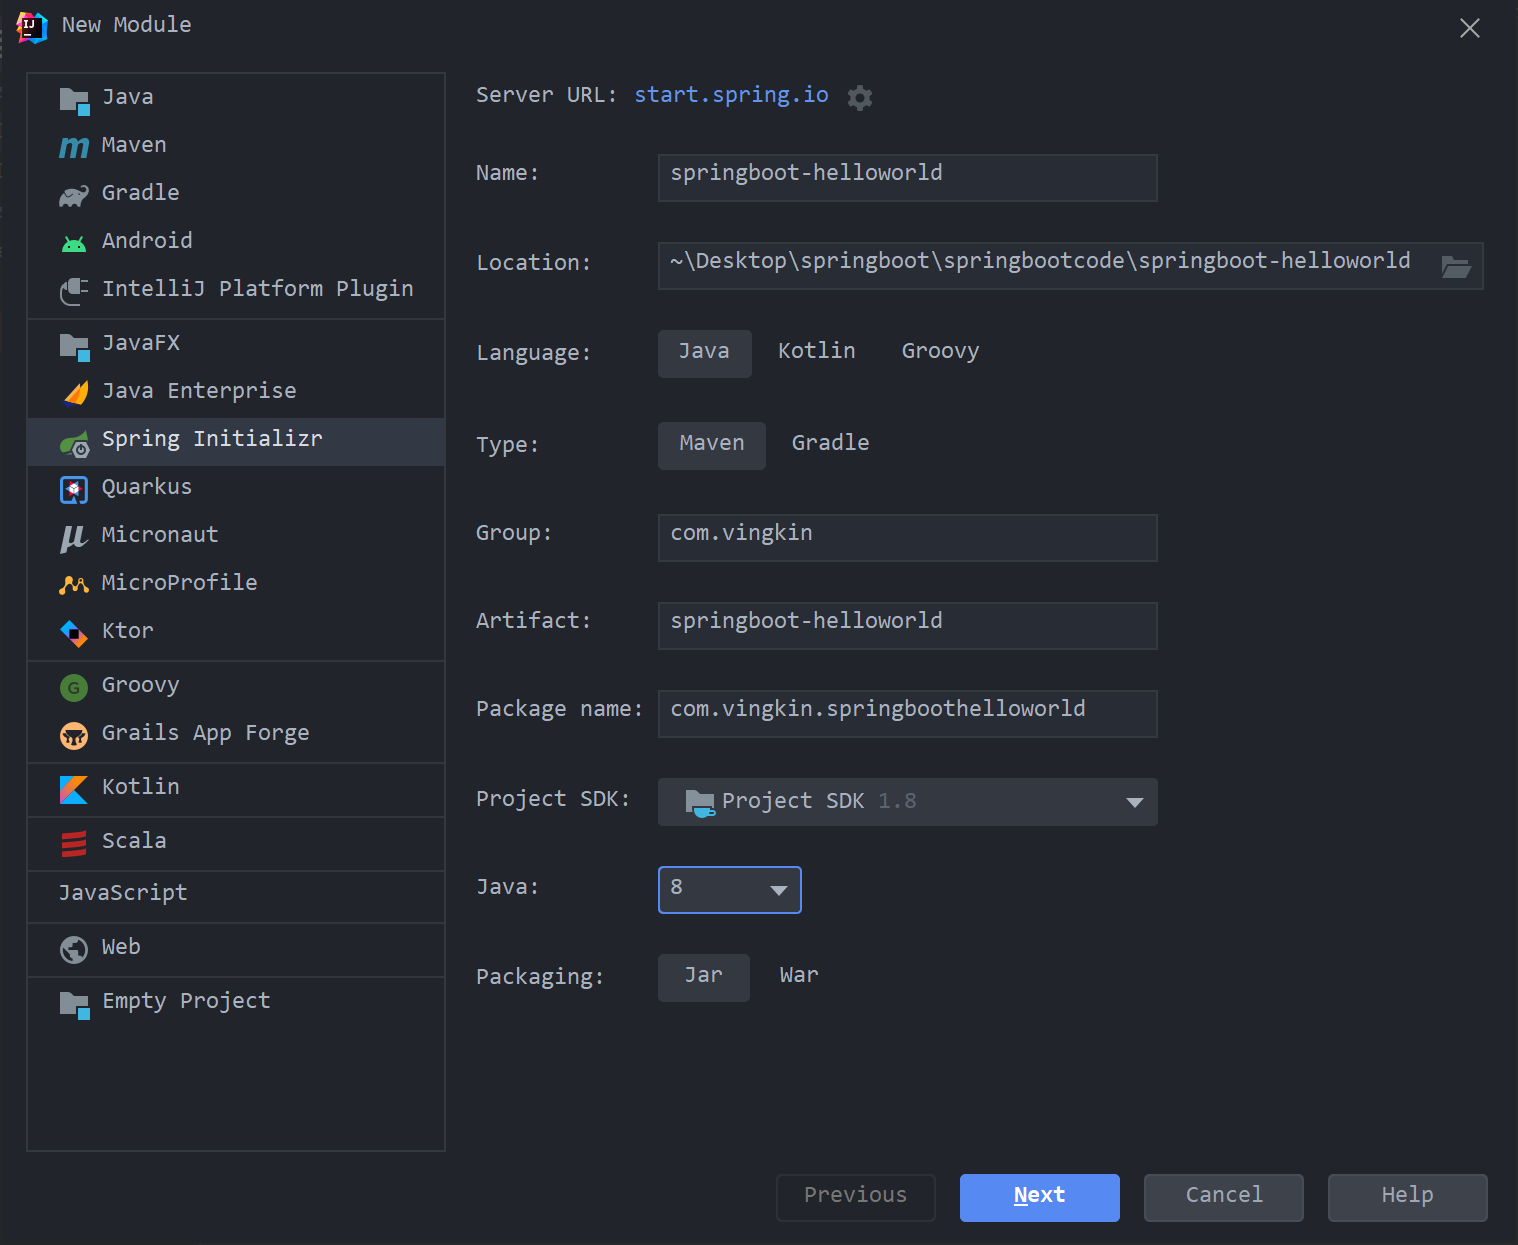 New Module
Java
Maven
Gradle
Android
IntelliJ Platform Plugin
JavaFX
Java Enterprise
Spring Initializr
Quarkus
Micronaut
MicroProfile
Ktor
Groovy
Grails App Forge
Kotlin
Scala
JavaScript
Web
Empty Project
Server URL: start.spring.io
Name: springboot-helloworld
Location: ~\Desktop\springboot\springbootcode\springboot-helloworld
Language: Java Kotlin Groovy
Type: Maven Gradle
Group: com.vingkin
Artifact: springboot-helloworld
Package name: com.vingkin.springboothelloworld
Project SDK: Project SDK 1.8
Java: 8
Packaging: Jar War
Previous Next Cancel Help